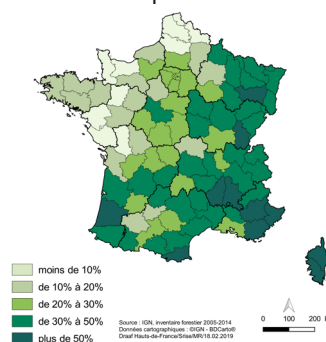 moins de 10%
de 10% à 20%
de 20% à 30%
de 30% à 50%
plus de 50%
Source : IGN, inventaire forestier 2005-2014
Données cartographiques : ©IGN - BDCarto®
Draaf Hauts-de-France/Srise/MR/18.02.2019
0 100 200